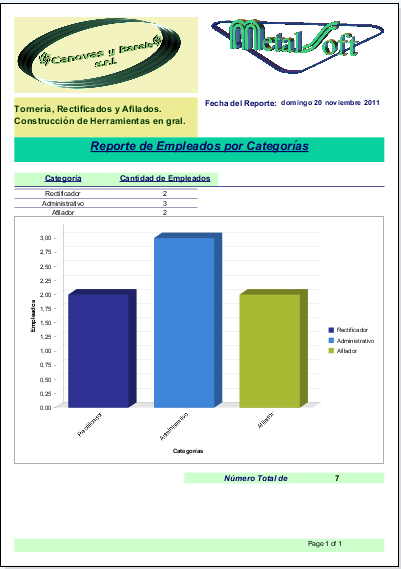 Canovas y Baralo
s.r.l.
MetalSoft
Tornería, Rectificados y Afilados.
Construcción de Herramientas en gral.
Fecha del Reporte: domingo 20 noviembre 2011
Reporte de Empleados por Categorías
Categoría Cantidad de Empleados
Rectificador 2
Administrativo 3
Afilador 2
3,00
2,75
2,50
2,25
2,00
1,75
1,50
1,25
1,00
0,75
0,50
0,25
0,00
Empleados
Rectificador
Administrativo
Afilador
Categorías
Rectificador
Administrativo
Afilador
Número Total de 7
Page 1 of 1